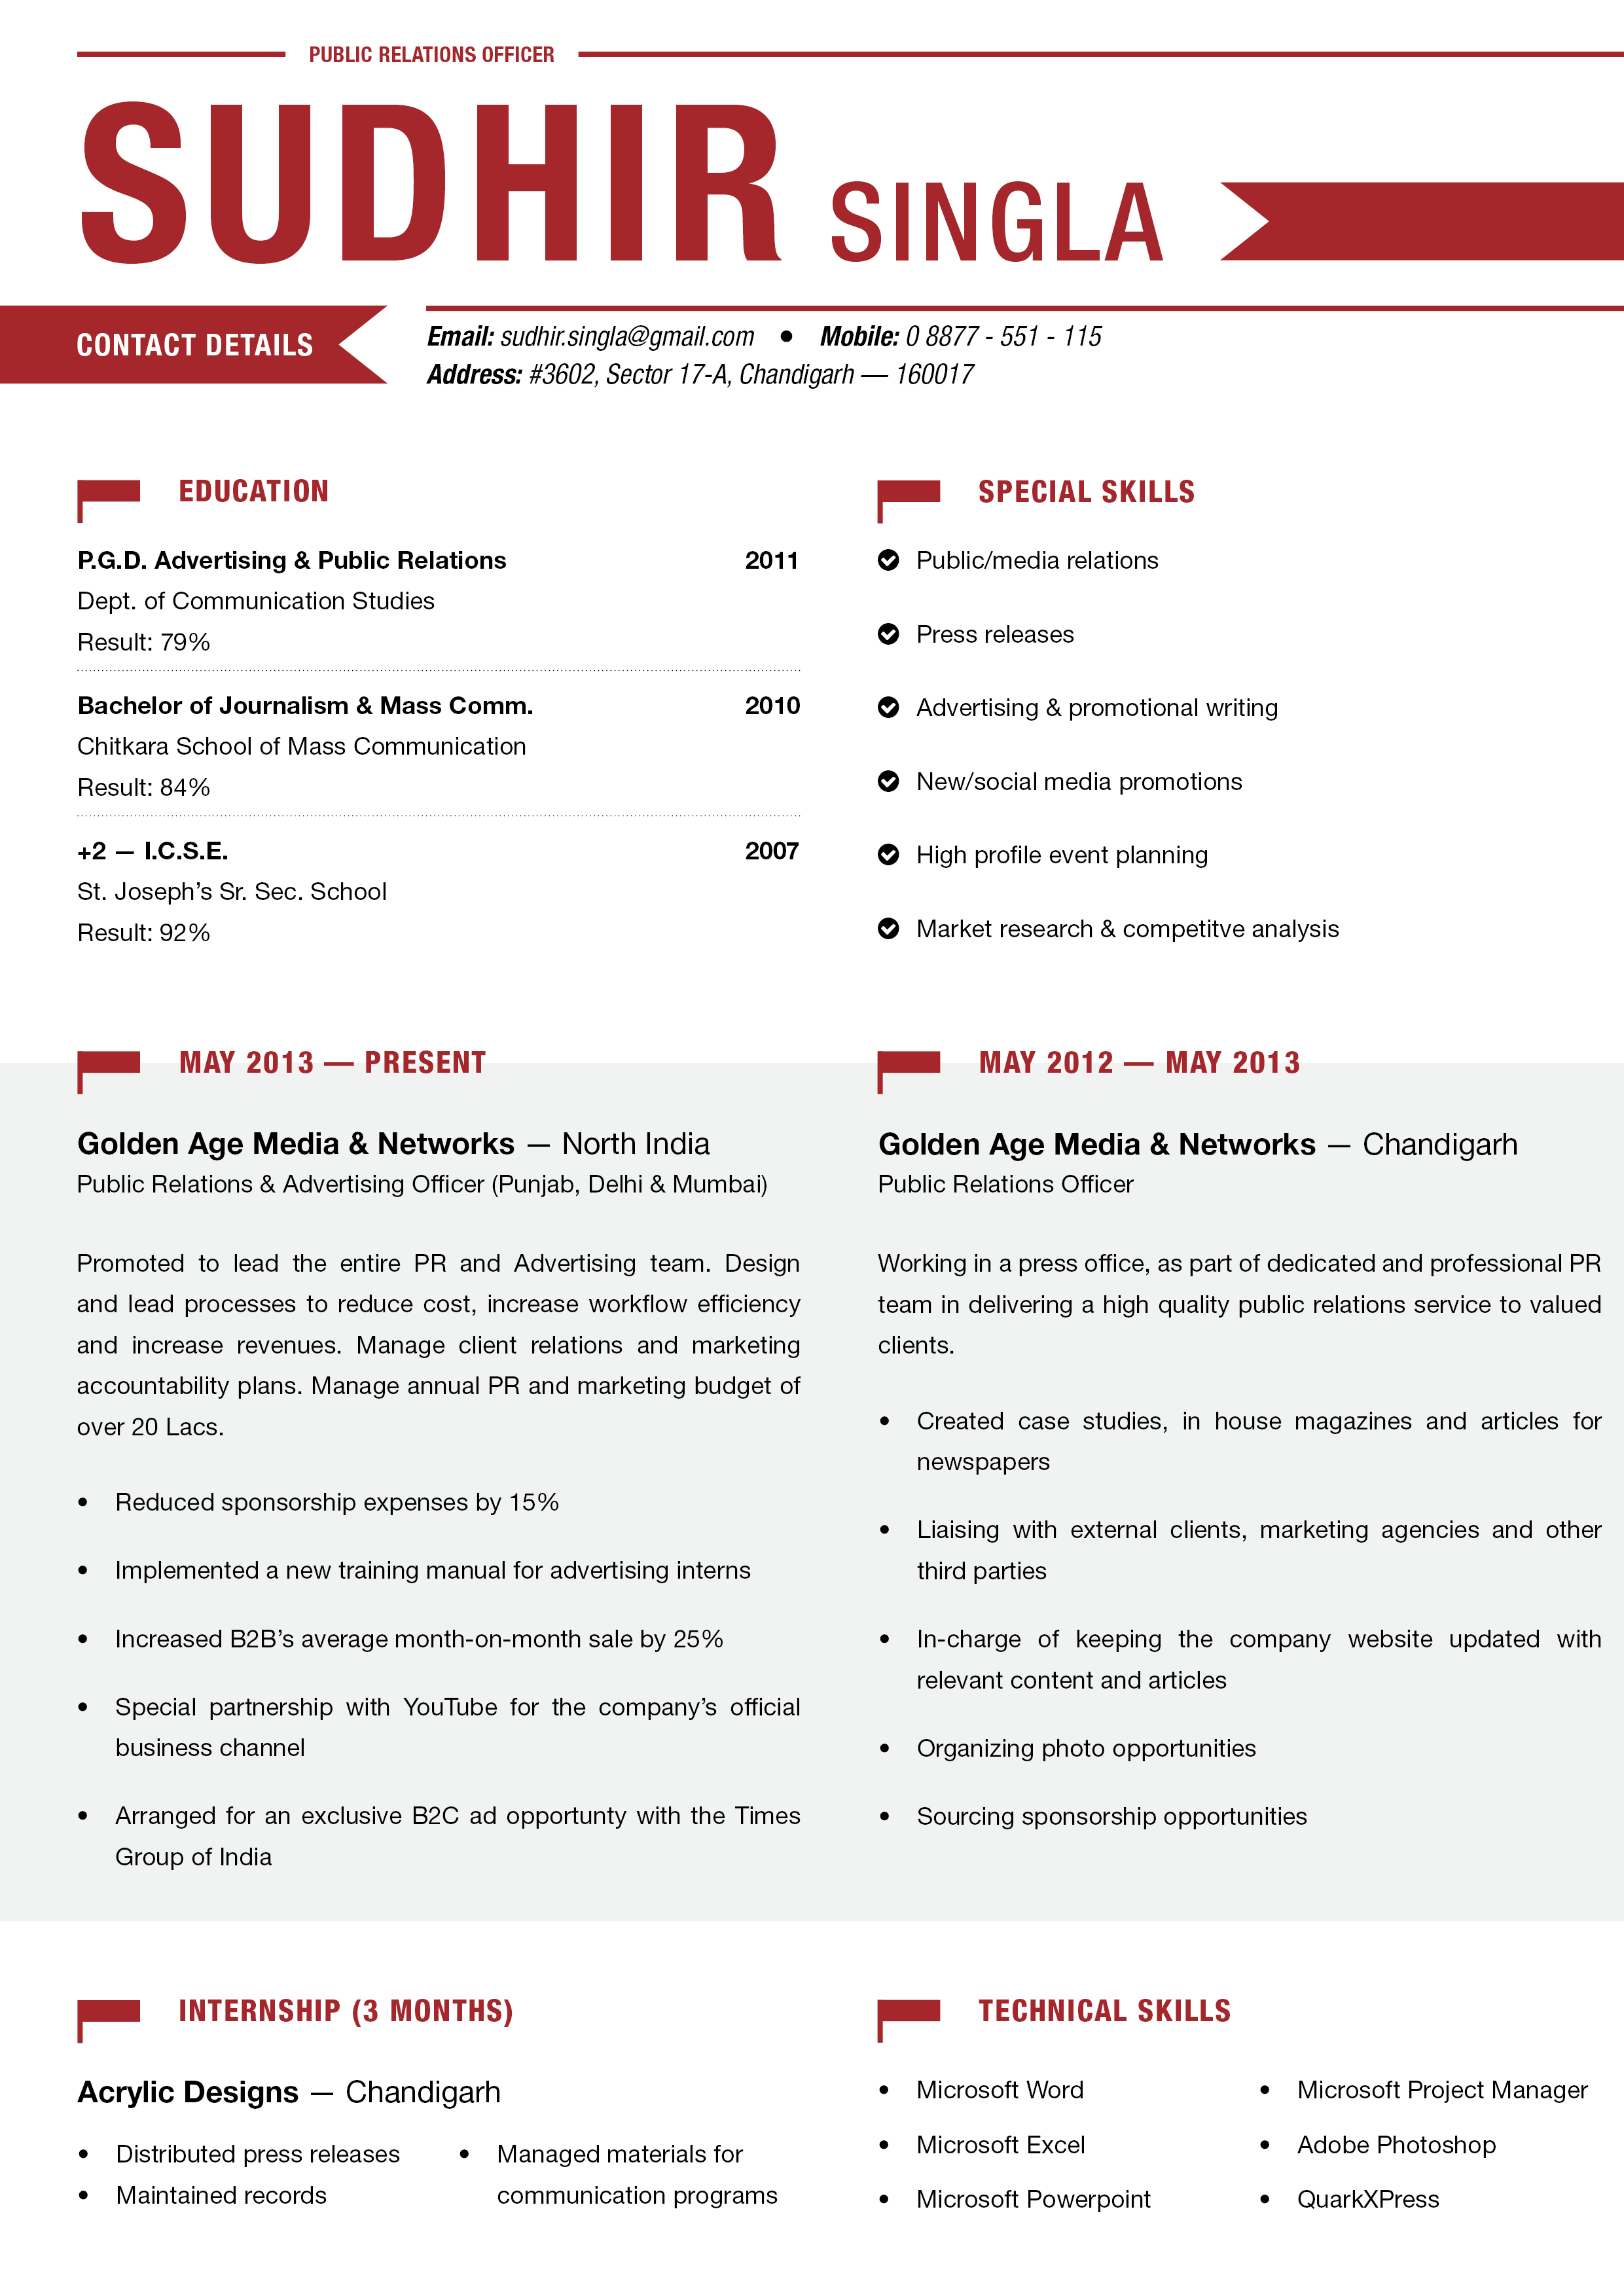 PUBLIC RELATIONS OFFICER
SUDHIR SINGLA
CONTACT DETAILS
Email: sudhir.singla@gmail.com • Mobile: 0 8877 - 551 - 115
Address: #3602, Sector 17-A, Chandigarh — 160017
EDUCATION
P.G.D. Advertising & Public Relations 2011
Dept. of Communication Studies
Result: 79%
Bachelor of Journalism & Mass Comm. 2010
Chitkara School of Mass Communication
Result: 84%
+2 — I.C.S.E. 2007
St. Joseph’s Sr. Sec. School
Result: 92%
SPECIAL SKILLS
Public/media relations
Press releases
Advertising & promotional writing
New/social media promotions
High profile event planning
Market research & competitve analysis
MAY 2013 — PRESENT
Golden Age Media & Networks — North India
Public Relations & Advertising Officer (Punjab, Delhi & Mumbai)
Promoted to lead the entire PR and Advertising team. Design
and lead processes to reduce cost, increase workflow efficiency
and increase revenues. Manage client relations and marketing
accountability plans. Manage annual PR and marketing budget of
over 20 Lacs.
• Reduced sponsorship expenses by 15%
• Implemented a new training manual for advertising interns
• Increased B2B’s average month-on-month sale by 25%
• Special partnership with YouTube for the company’s official
business channel
• Arranged for an exclusive B2C ad opportunty with the Times
Group of India
MAY 2012 — MAY 2013
Golden Age Media & Networks — Chandigarh
Public Relations Officer
Working in a press office, as part of dedicated and professional PR
team in delivering a high quality public relations service to valued
clients.
• Created case studies, in house magazines and articles for
newspapers
• Liaising with external clients, marketing agencies and other
third parties
• In-charge of keeping the company website updated with
relevant content and articles
• Organizing photo opportunities
• Sourcing sponsorship opportunities
INTERNSHIP (3 MONTHS)
Acrylic Designs — Chandigarh
• Distributed press releases
• Maintained records
• Managed materials for
communication programs
TECHNICAL SKILLS
• Microsoft Word
• Microsoft Excel
• Microsoft Powerpoint
• Microsoft Project Manager
• Adobe Photoshop
• QuarkXPress